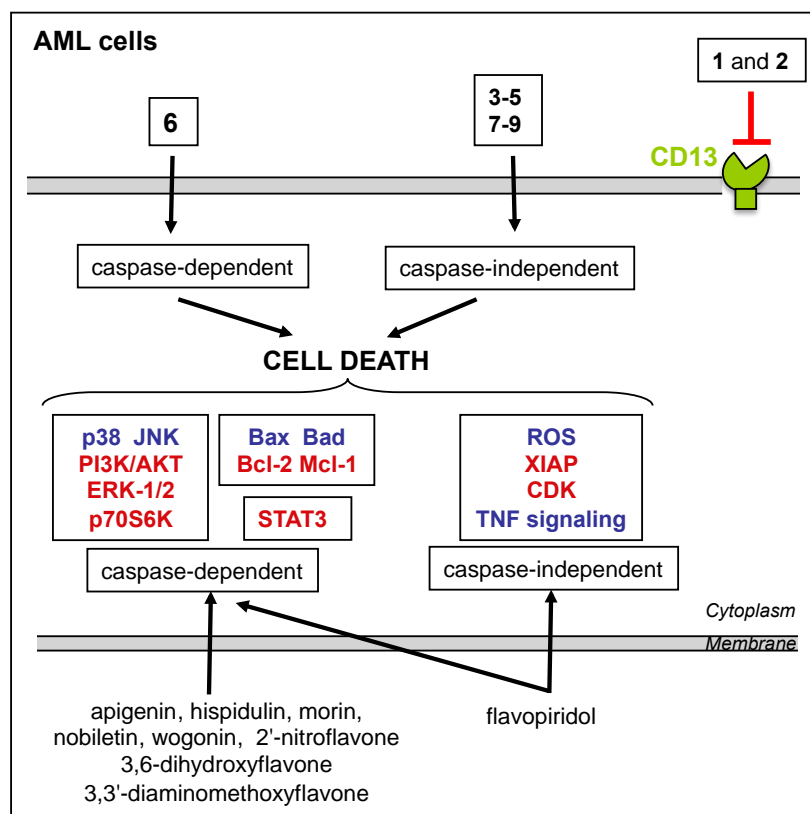 AML cells
1 and 2
3-5
7-9
6
CD13
caspase-dependent
caspase-independent
CELL DEATH
p38 JNK
PI3K/AKT
ERK-1/2
p70S6K
Bax Bad
Bcl-2 Mcl-1
STAT3
ROS
XIAP
CDK
TNF signaling
caspase-dependent
caspase-independent
Cytoplasm
Membrane
apigenin, hispidulin, morin,
nobiletin, wogonin, 2'-nitroflavone
3,6-dihydroxyflavone
3,3'-diaminomethoxyflavone
flavopiridol